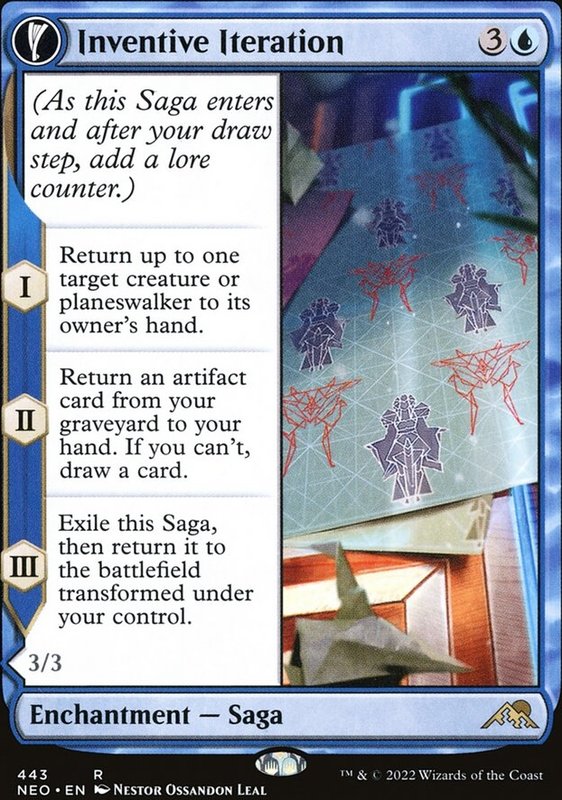 Inventive Iteration 3
(As this Saga enters
and after your draw
step, add a lore
counter.)
I
Return up to one
target creature or
planeswalker to its
owner's hand.
II
Return an artifact
card from your
graveyard to your
hand. If you can't,
draw a card.
III
Exile this Saga,
then return it to
the battlefield
transformed under
your control.
3/3
Enchantment — Saga
443 R
NEO • EN Nestor Ossandon Leal
™ & © 2022 Wizards of the Coast